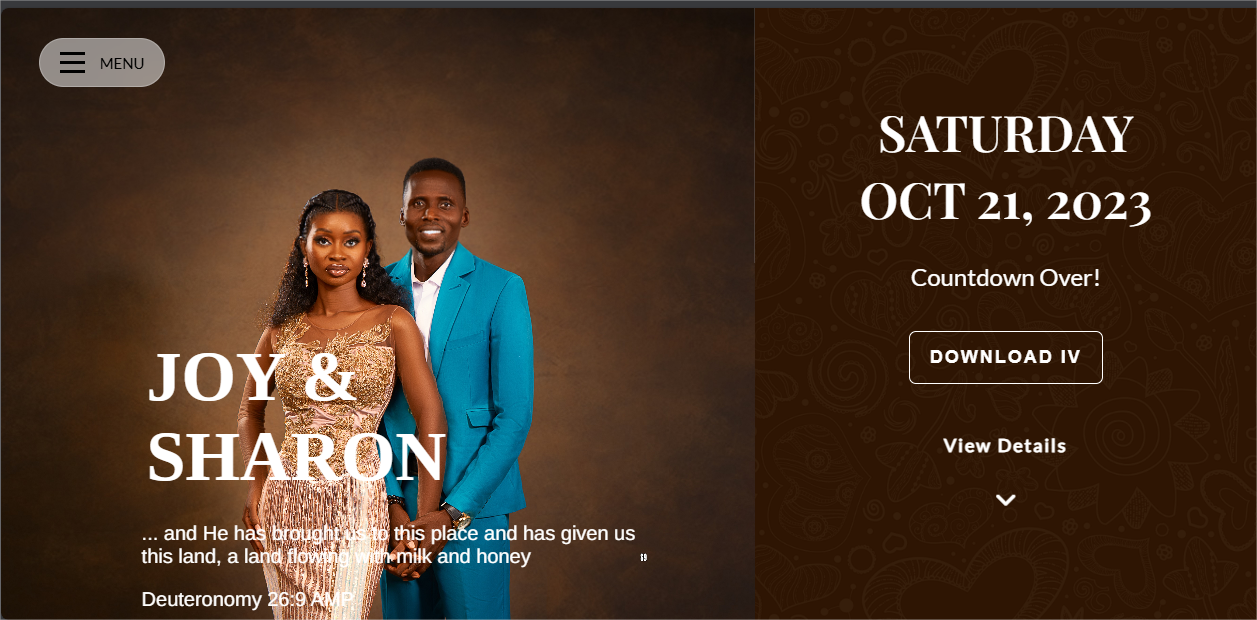 MENU
JOY &
SHARON
... and He has brought us to this place and has given us
this land, a land flowing with milk and honey
Deuteronomy 26:9 AMP
SATURDAY
OCT 21, 2023
Countdown Over!
DOWNLOAD IV
View Details